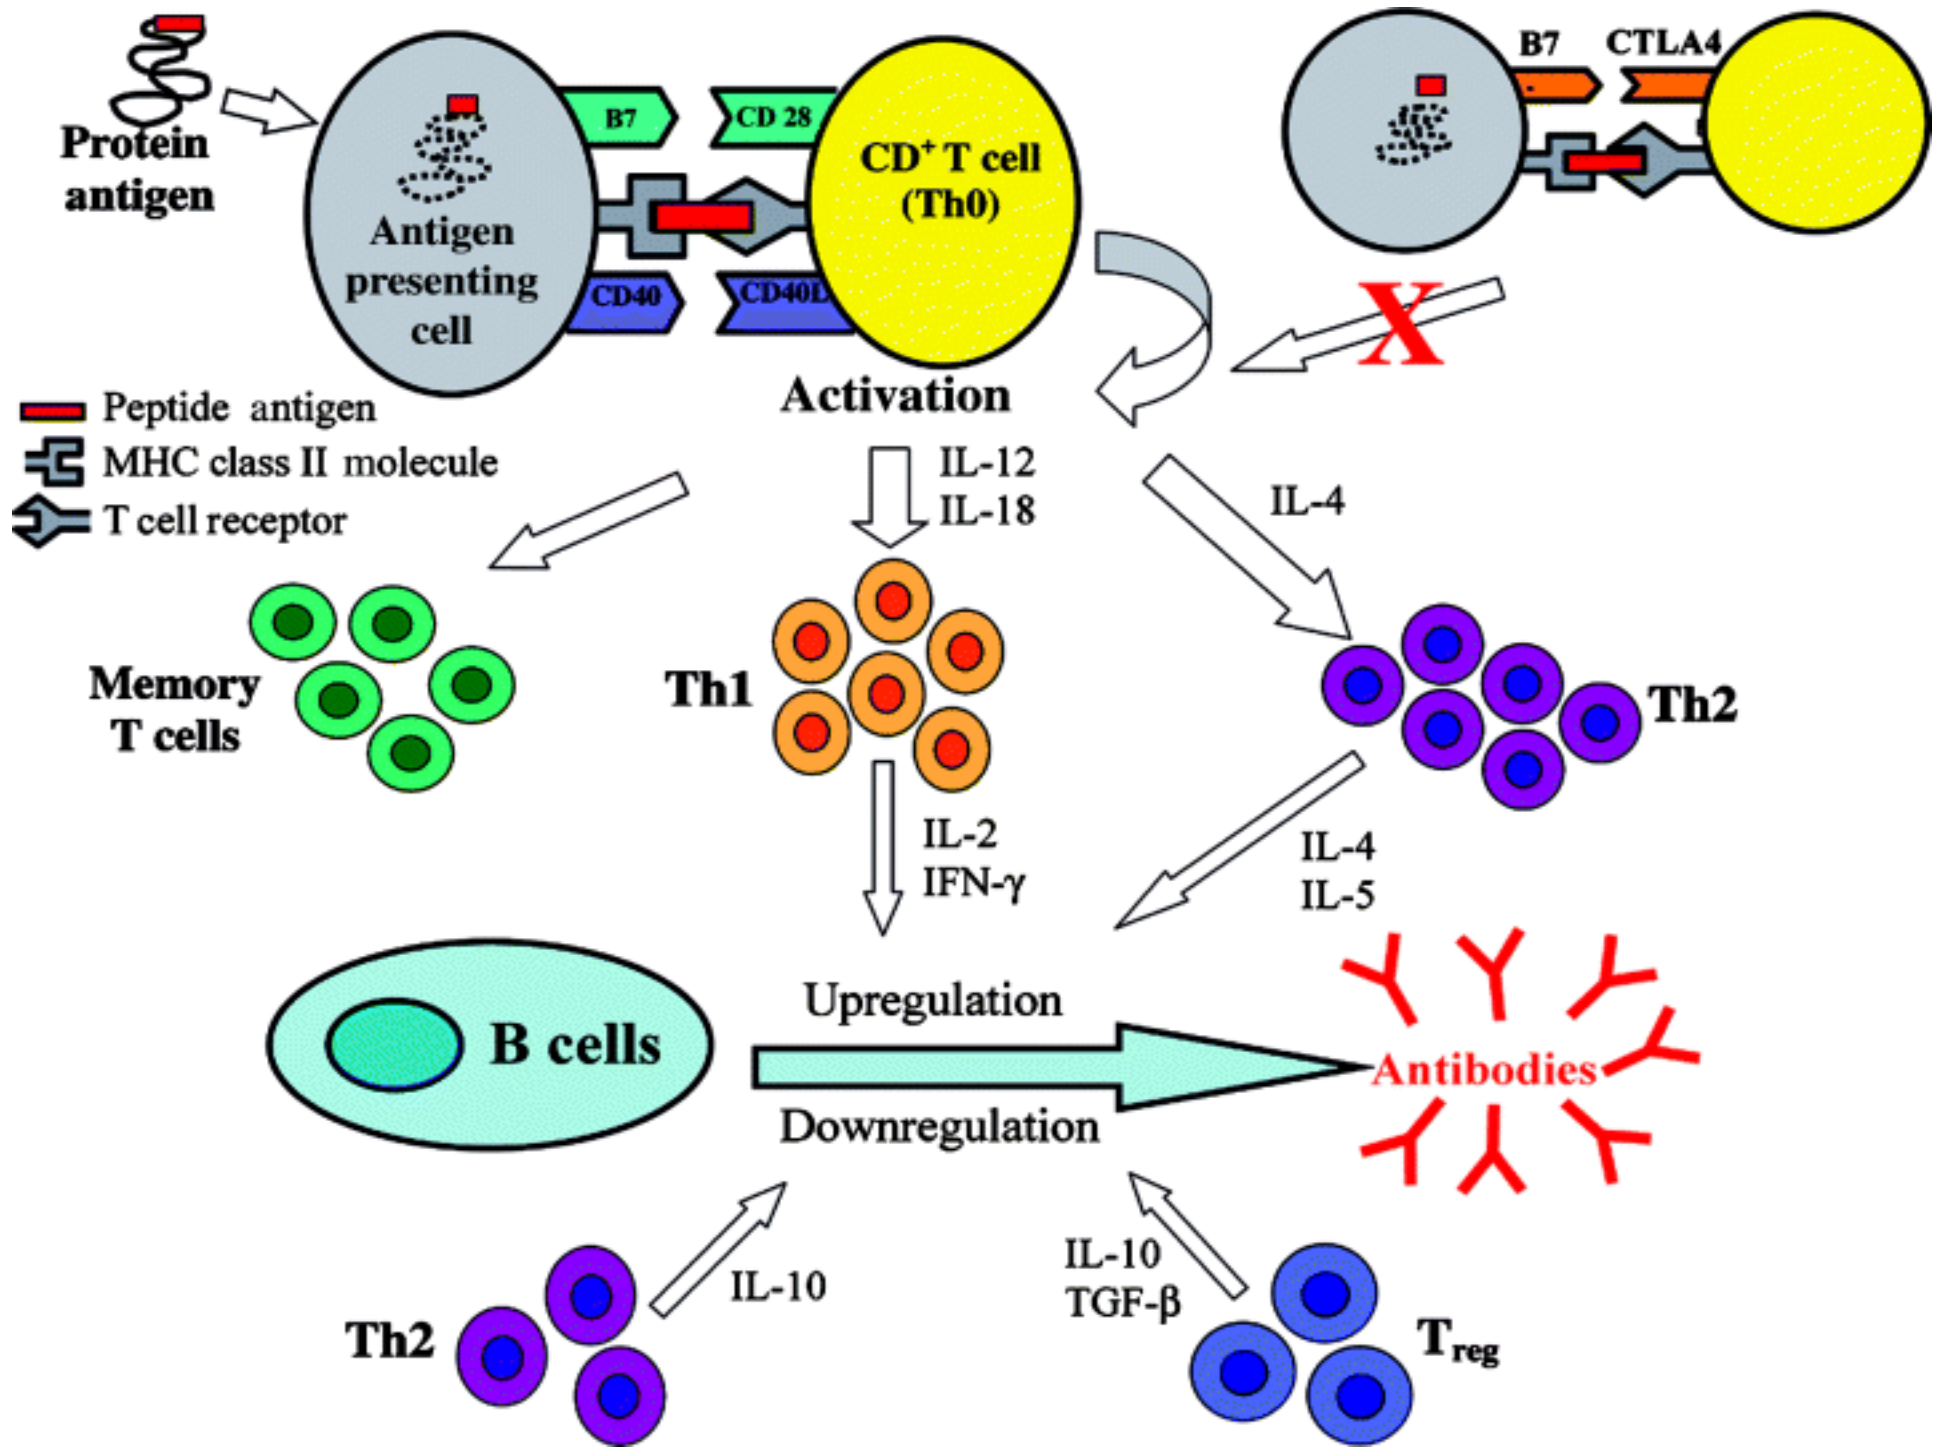 Protein
antigen
B7
CD 28
CD⁺ T cell
(Th0)
Antigen
presenting
cell
CD40
CD40L
B7
CTLA4
X
Activation
Peptide antigen
MHC class II molecule
T cell receptor
IL-12
IL-18
IL-4
Memory
T cells
Th1
Th2
IL-2
IFN-γ
IL-4
IL-5
B cells
Upregulation
Antibodies
Downregulation
IL-10
Th2
IL-10
TGF-β
Treg